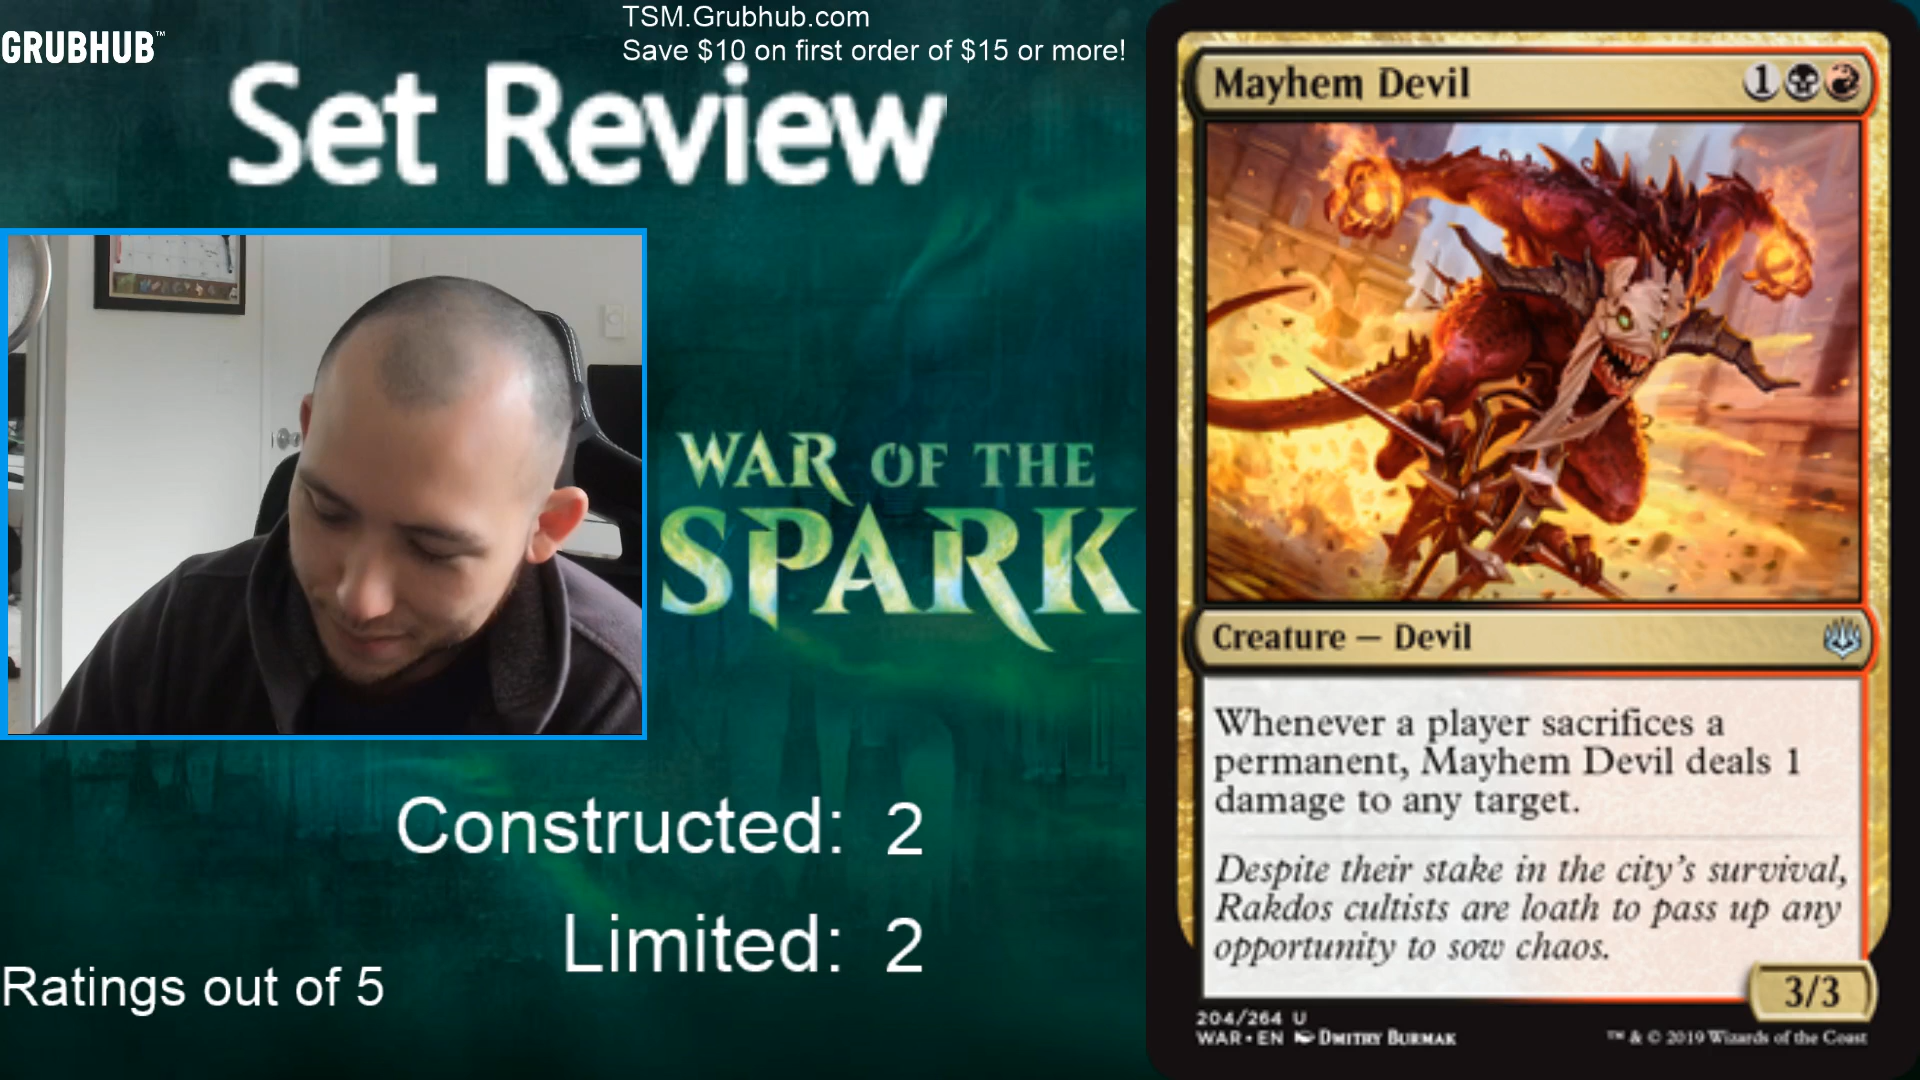 GRUBHUB™
TSM.Grubhub.com
Save $10 on first order of $15 or more!
Set Review
WAR OF THE
SPARK
Constructed: 2
Limited: 2
Ratings out of 5
Mayhem Devil 1
Creature — Devil
Whenever a player sacrifices a
permanent, Mayhem Devil deals 1
damage to any target.
Despite their stake in the city's survival,
Rakdos cultists are loath to pass up any
opportunity to sow chaos.
3/3
204/264 U
WAR • EN DMITRY BURMAK
™ & © 2019 Wizards of the Coast